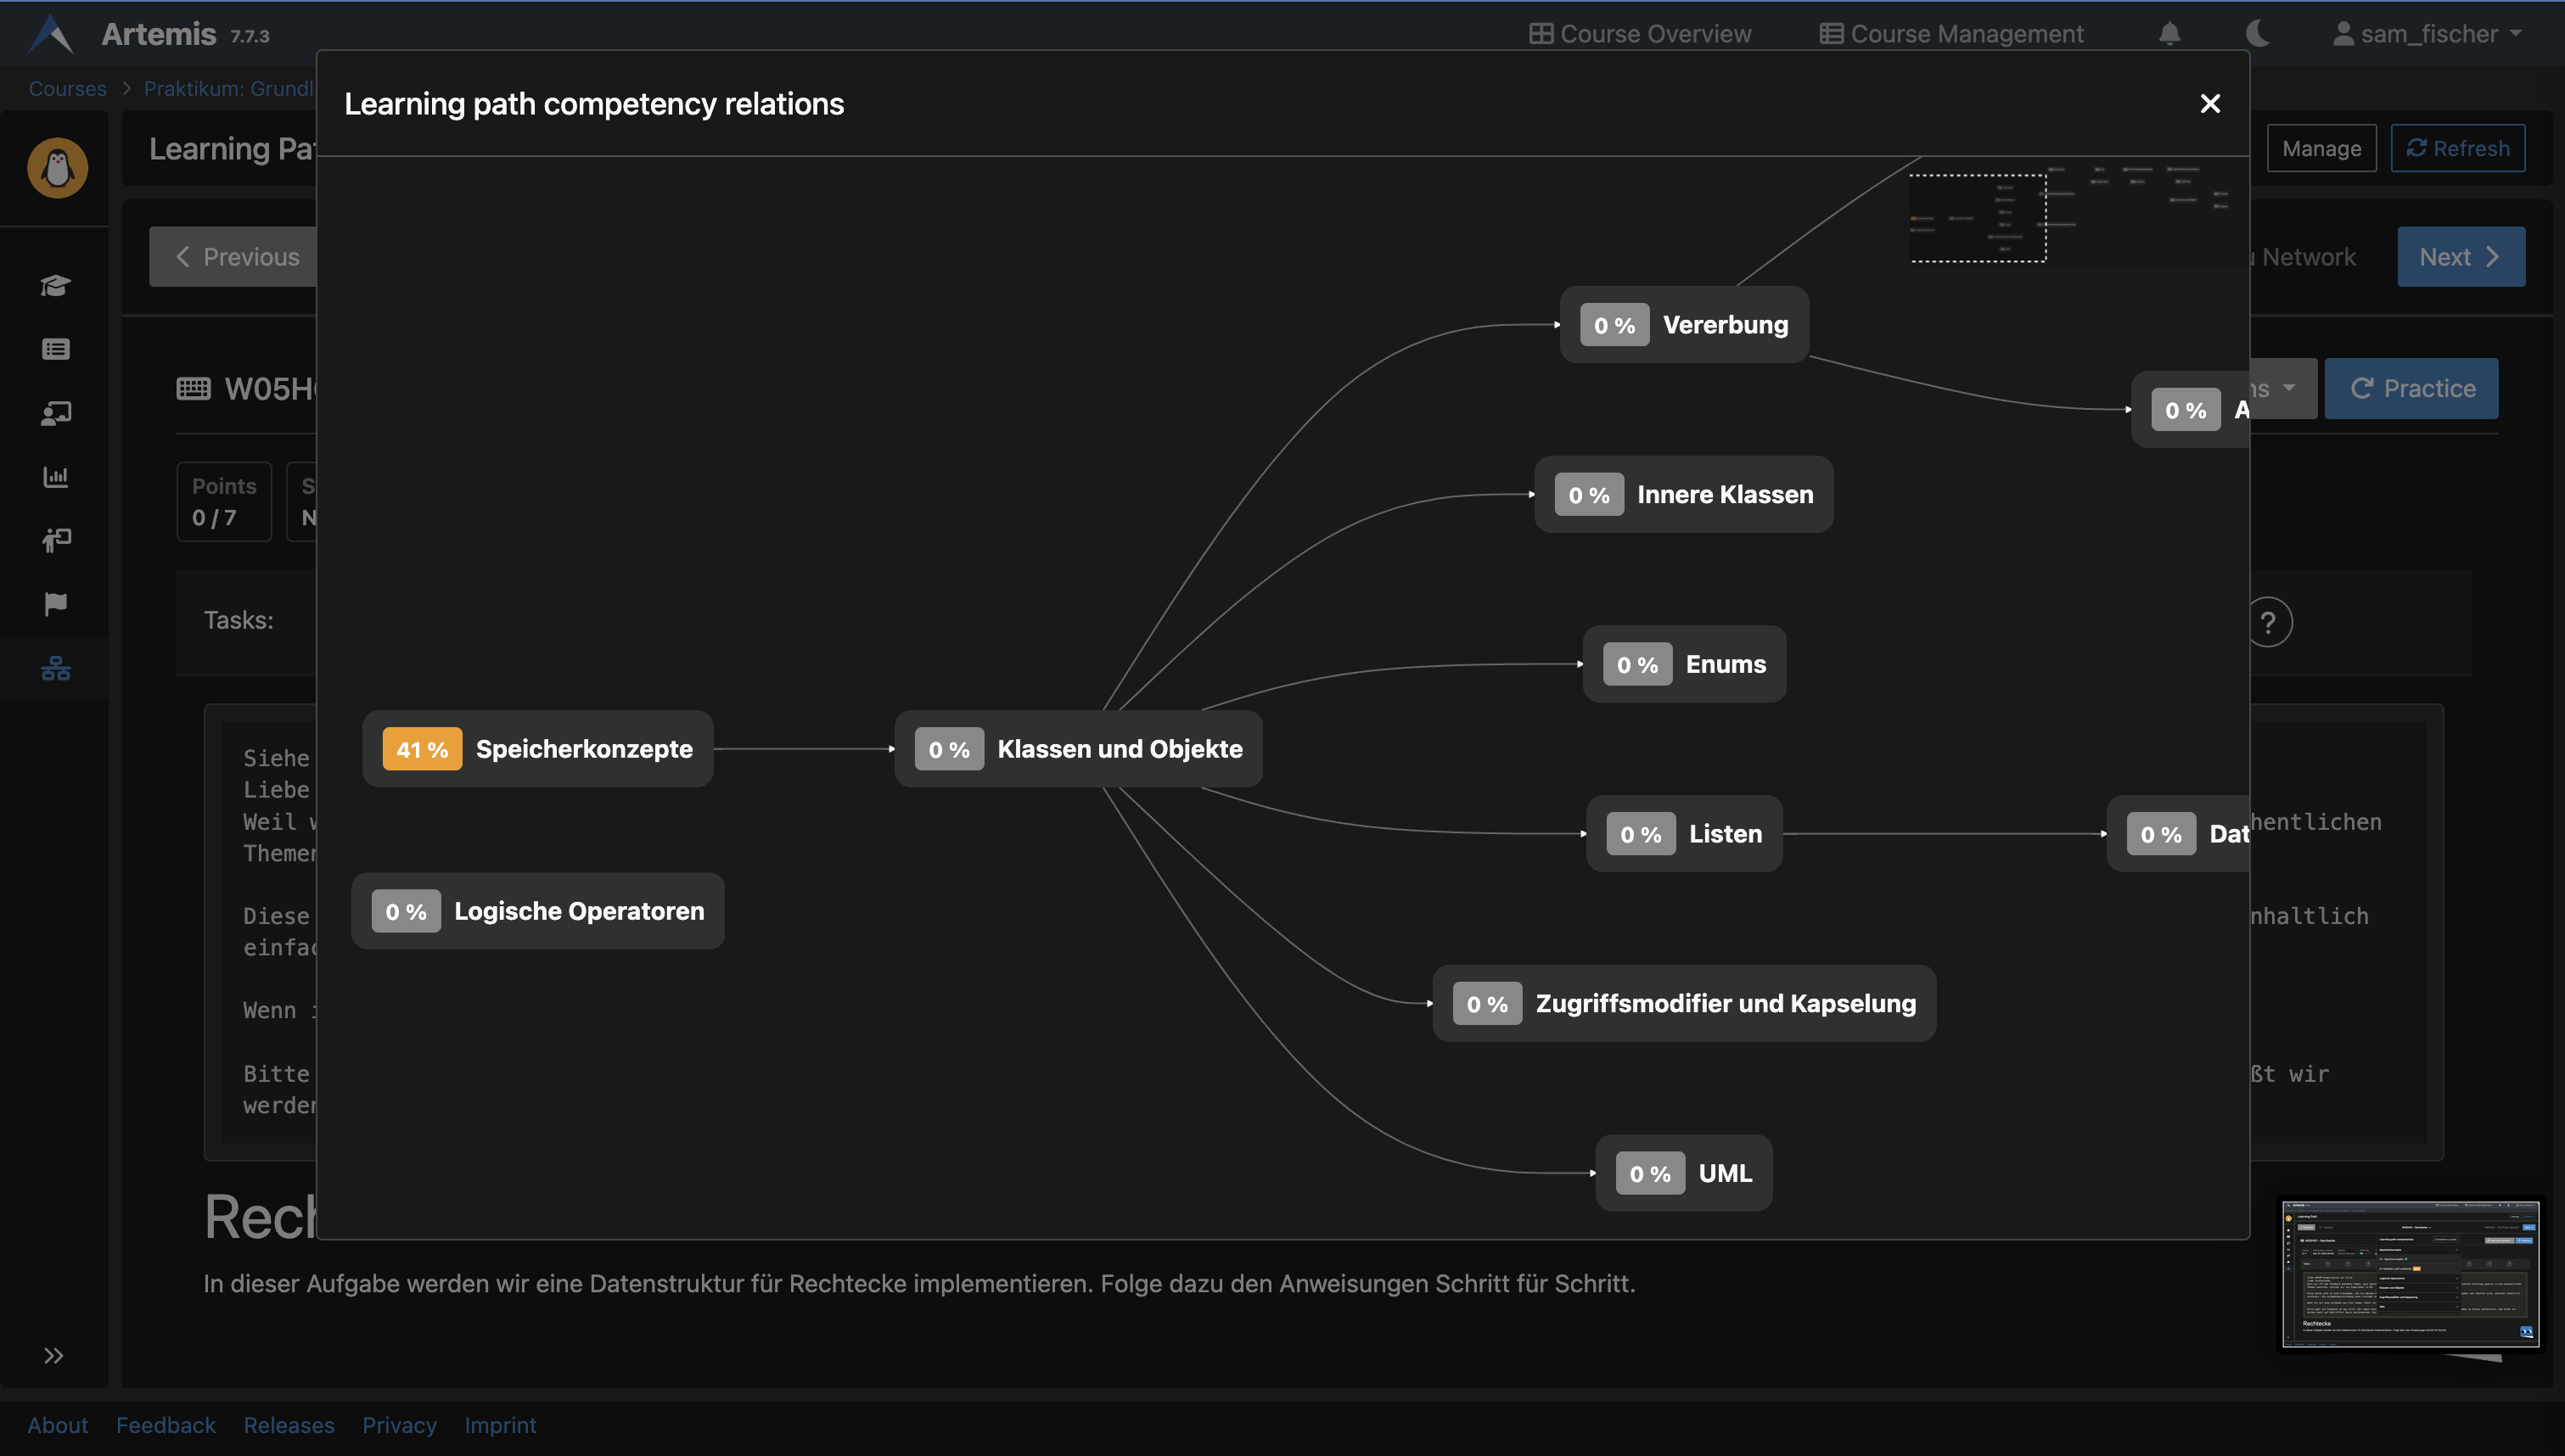 Artemis 7.7.3
Course Overview
Course Management
sam_fischer
Courses
Praktikum: Grundl
Learning Pa
Manage
Refresh
Learning path competency relations
Previous
Network
Next
W05H
Practice
Points
0 / 7
Tasks:
?
Siehe
Liebe
Weil
hentlichen
Themen
Diese
nhaltlich
einfac
Wenn
Bitte
ßt wir
werden
0 % Vererbung
0 % A
0 % Innere Klassen
0 % Enums
41 % Speicherkonzepte
0 % Klassen und Objekte
0 % Listen
0 % Dat
0 % Logische Operatoren
0 % Zugriffsmodifier und Kapselung
0 % UML
Rech
In dieser Aufgabe werden wir eine Datenstruktur für Rechtecke implementieren. Folge dazu den Anweisungen Schritt für Schritt.
About
Feedback
Releases
Privacy
Imprint